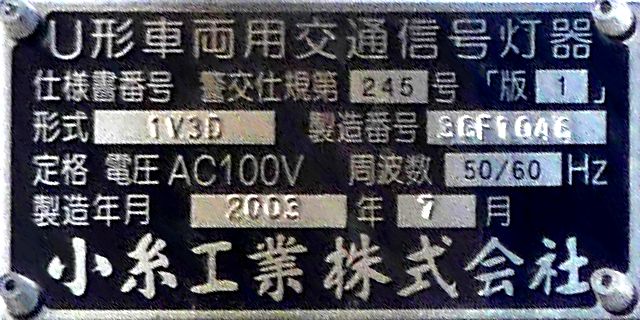 U形車両用交通信号灯器
仕様書番号 警交仕規第 245 号 「版 1 」
形式 1V3D 製造番号
定格 電圧 AC100V 周波数 50/60 Hz
製造年月 2003 年 7 月
小糸工業株式会社